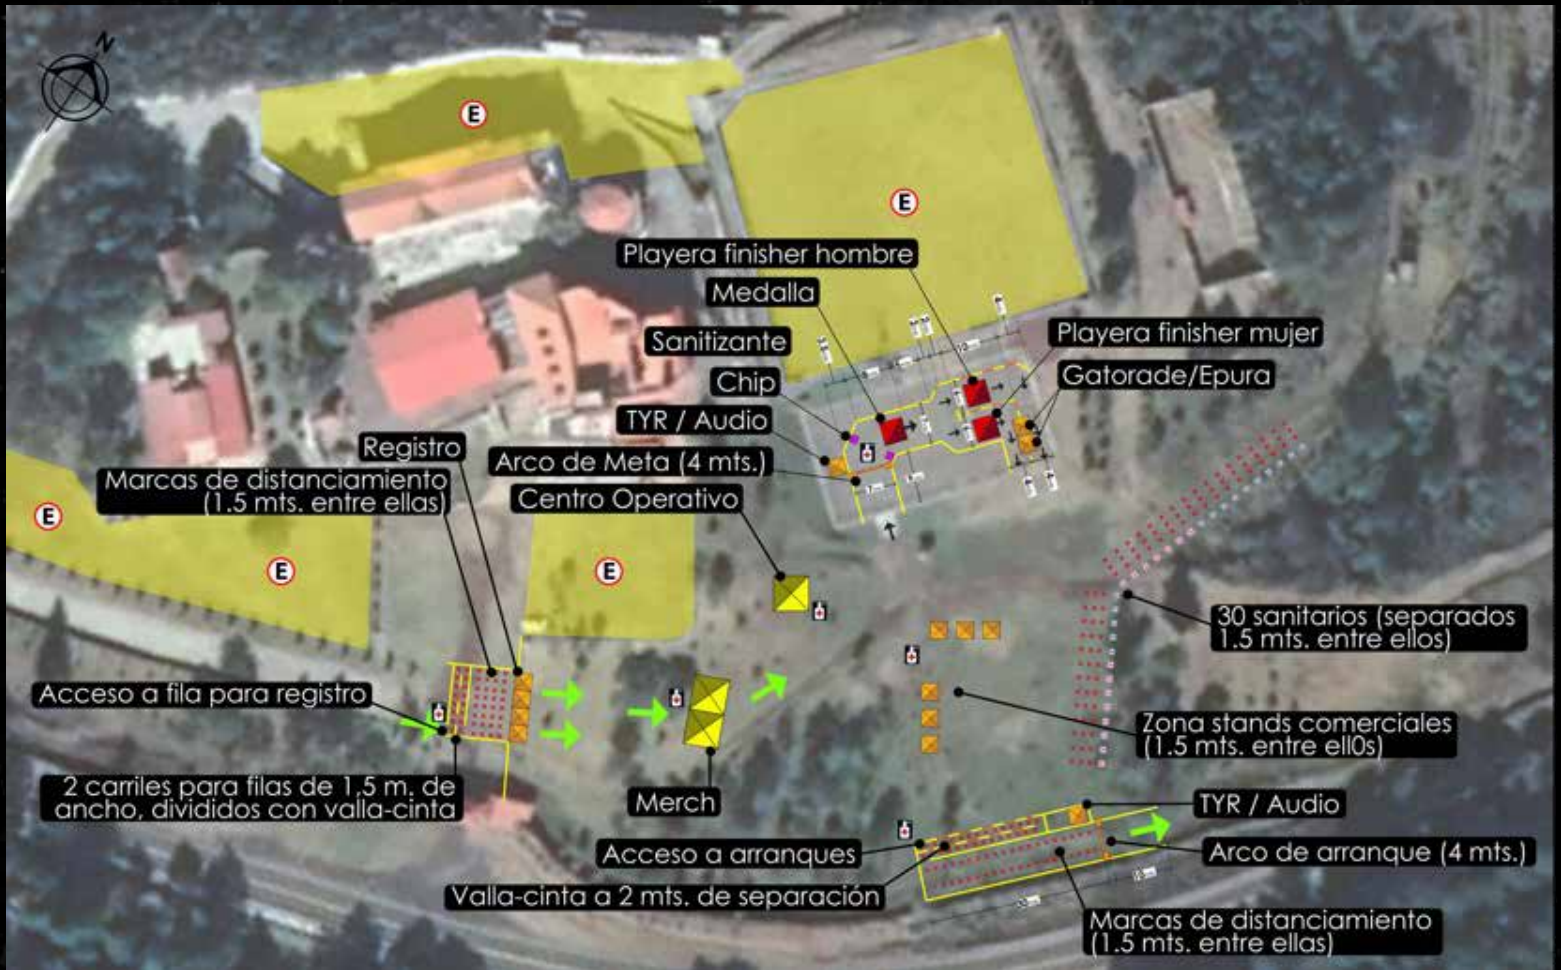 N
E
E
Playera finisher hombre
Medalla
Sanitizante
Playera finisher mujer
Chip
Gatorade/Epura
TYR / Audio
Registro
Arco de Meta (4 mts.)
Marcas de distanciamiento
(1.5 mts. entre ellas)
Centro Operativo
E
E
E
30 sanitarios (separados
1.5 mts. entre ellos)
Acceso a fila para registro
Zona stands comerciales
(1.5 mts. entre ell0s)
2 carriles para filas de 1.5 m. de
ancho, divididos con valla-cinta
Merch
TYR / Audio
Acceso a arranques
Arco de arranque (4 mts.)
Valla-cinta a 2 mts. de separación
Marcas de distanciamiento
(1.5 mts. entre ellas)